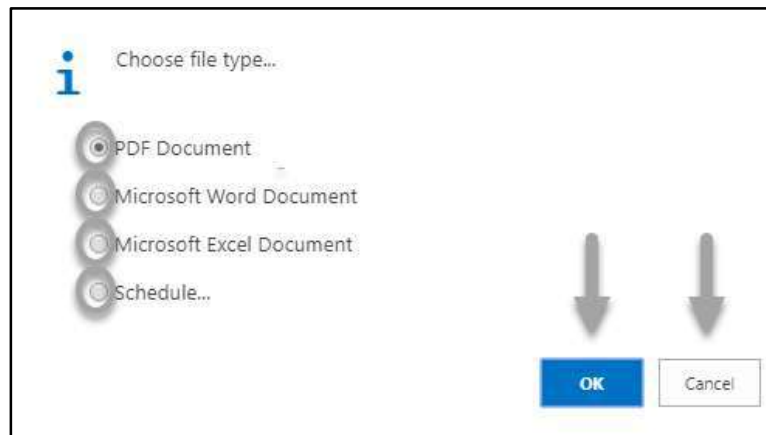 Choose file type...
PDF Document
Microsoft Word Document
Microsoft Excel Document
Schedule...
OK Cancel